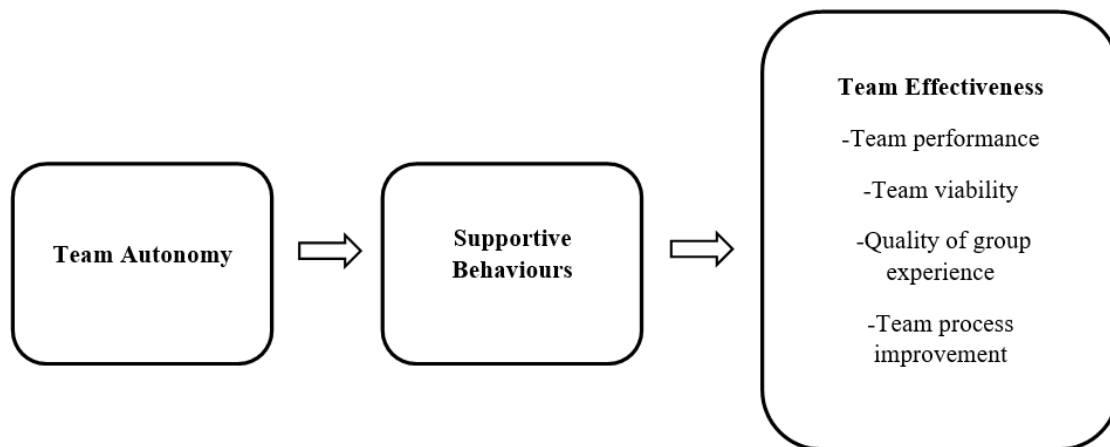 Team Autonomy
Supportive
Behaviours
Team Effectiveness
-Team performance
-Team viability
-Quality of group
experience
-Team process
improvement